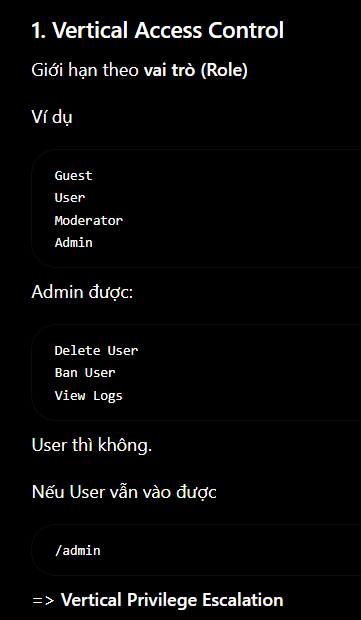 1. Vertical Access Control
Giới hạn theo vai trò (Role)
Ví dụ
Guest
User
Moderator
Admin
Admin được:
Delete User
Ban User
View Logs
User thì không.
Nếu User vẫn vào được
/admin
=> Vertical Privilege Escalation